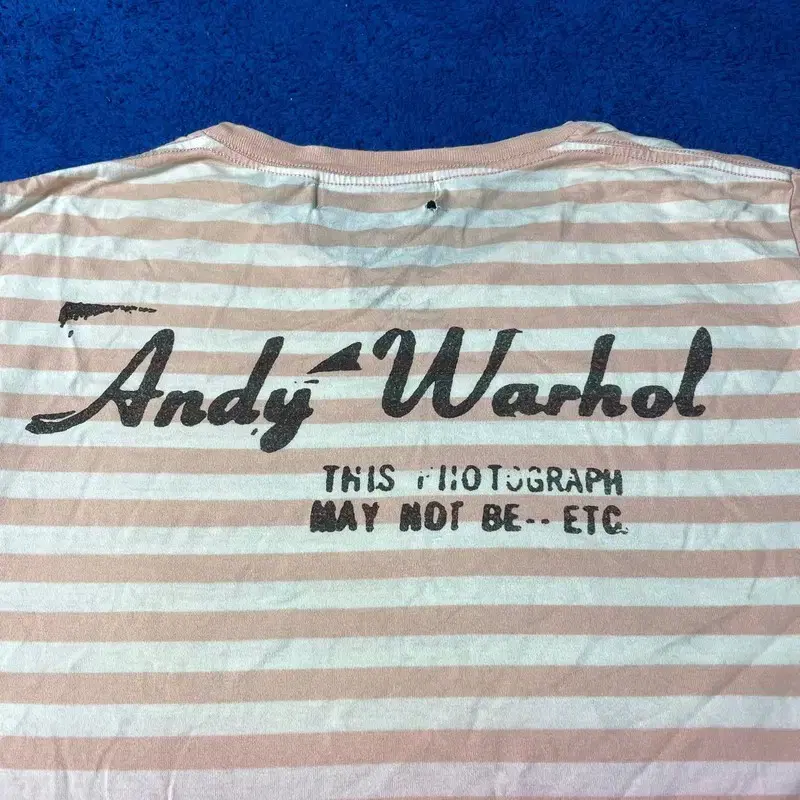 Andy Warhol
THIS PHOTOGRAPH
MAY NOT BE-- ETC.